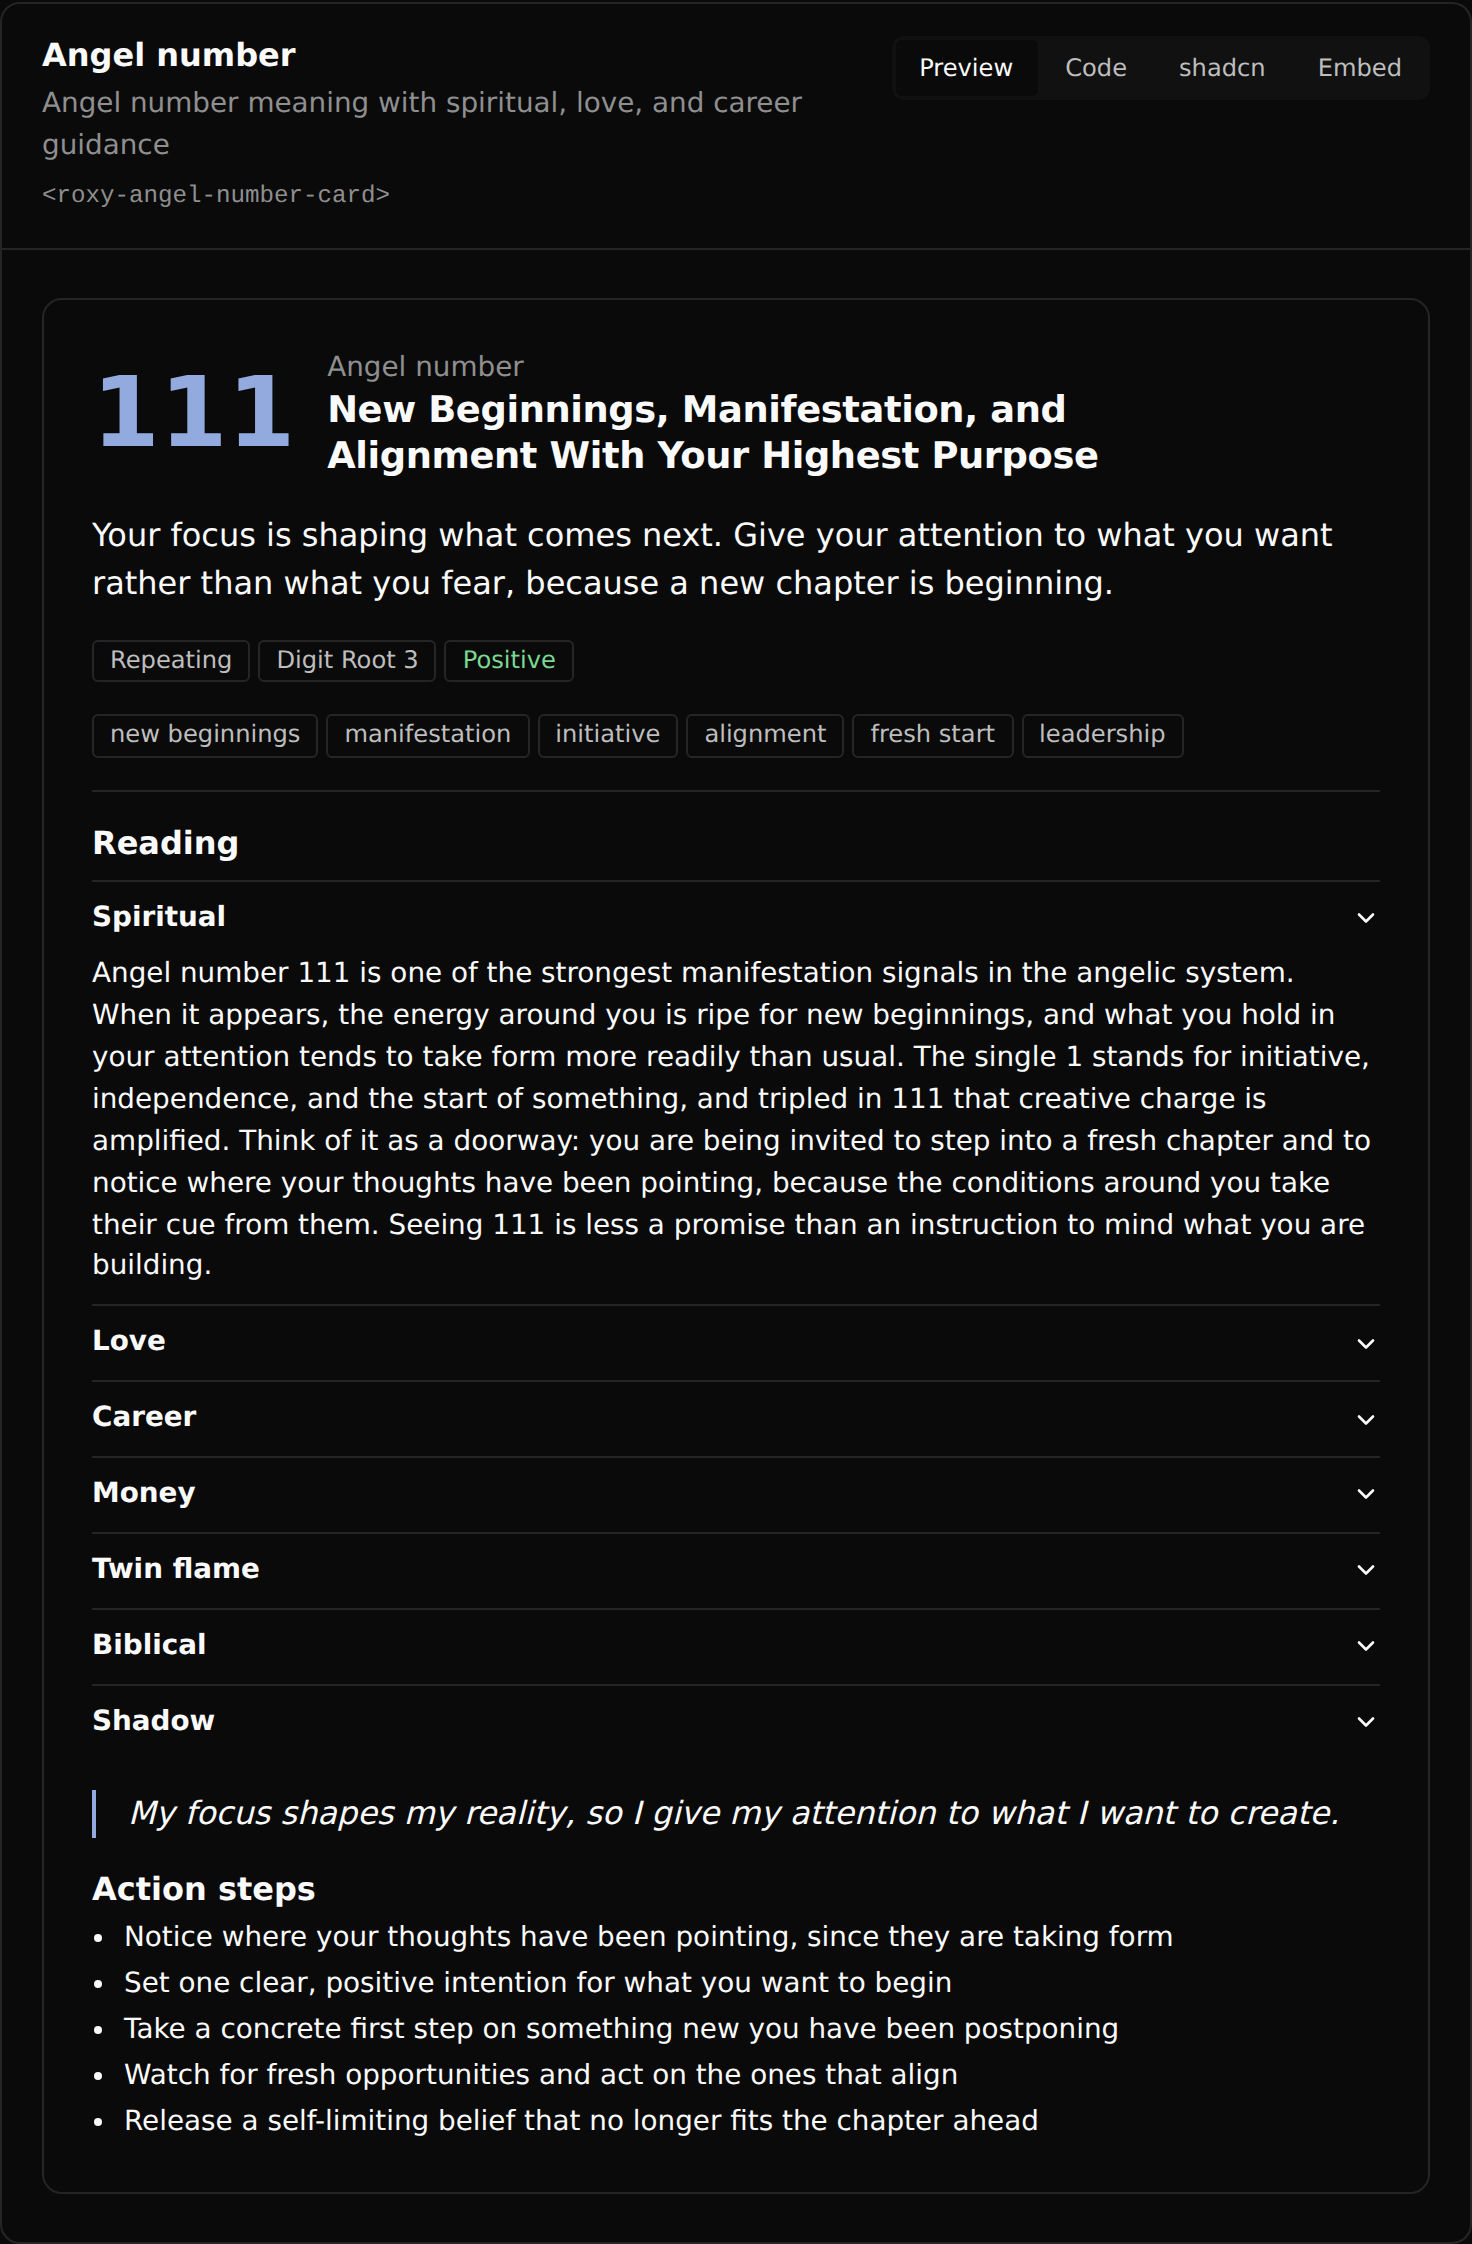 Angel number
Angel number meaning with spiritual, love, and career
guidance
<roxy-angel-number-card>
Preview Code shadcn Embed
111
Angel number
New Beginnings, Manifestation, and
Alignment With Your Highest Purpose
Your focus is shaping what comes next. Give your attention to what you want
rather than what you fear, because a new chapter is beginning.
Repeating Digit Root 3 Positive
new beginnings manifestation initiative alignment fresh start leadership
Reading
Spiritual
Angel number 111 is one of the strongest manifestation signals in the angelic system.
When it appears, the energy around you is ripe for new beginnings, and what you hold in
your attention tends to take form more readily than usual. The single 1 stands for initiative,
independence, and the start of something, and tripled in 111 that creative charge is
amplified. Think of it as a doorway: you are being invited to step into a fresh chapter and to
notice where your thoughts have been pointing, because the conditions around you take
their cue from them. Seeing 111 is less a promise than an instruction to mind what you are
building.
Love
Career
Money
Twin flame
Biblical
Shadow
My focus shapes my reality, so I give my attention to what I want to create.
Action steps
• Notice where your thoughts have been pointing, since they are taking form
• Set one clear, positive intention for what you want to begin
• Take a concrete first step on something new you have been postponing
• Watch for fresh opportunities and act on the ones that align
• Release a self-limiting belief that no longer fits the chapter ahead